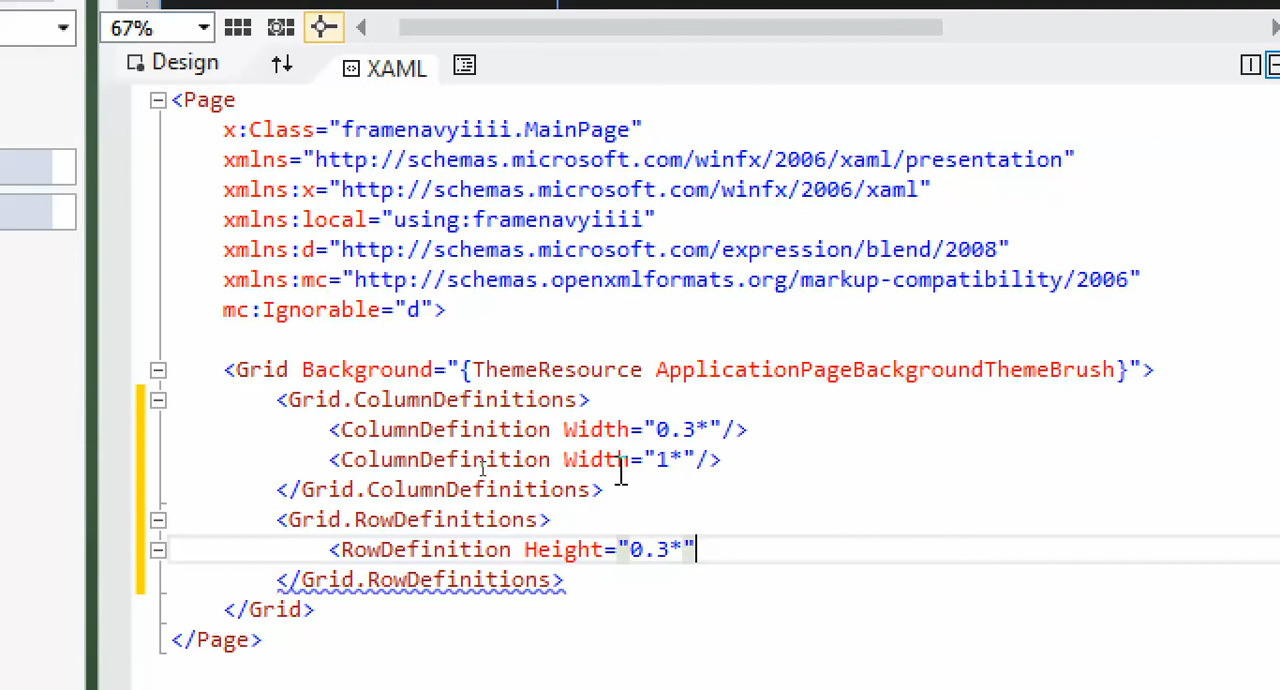 67%
Design
XAML
<Page
x:Class="framenavyiiii.MainPage"
xmlns="http://schemas.microsoft.com/winfx/2006/xaml/presentation"
xmlns:x="http://schemas.microsoft.com/winfx/2006/xaml"
xmlns:local="using:framenavyiiii"
xmlns:d="http://schemas.microsoft.com/expression/blend/2008"
xmlns:mc="http://schemas.openxmlformats.org/markup-compatibility/2006"
mc:Ignorable="d">
<Grid Background="{ThemeResource ApplicationPageBackgroundThemeBrush}">
<Grid.ColumnDefinitions>
<ColumnDefinition Width="0.3*"/>
<ColumnDefinition Width="1*"/>
</Grid.ColumnDefinitions>
<Grid.RowDefinitions>
<RowDefinition Height="0.3*"
</Grid.RowDefinitions>
</Grid>
</Page>